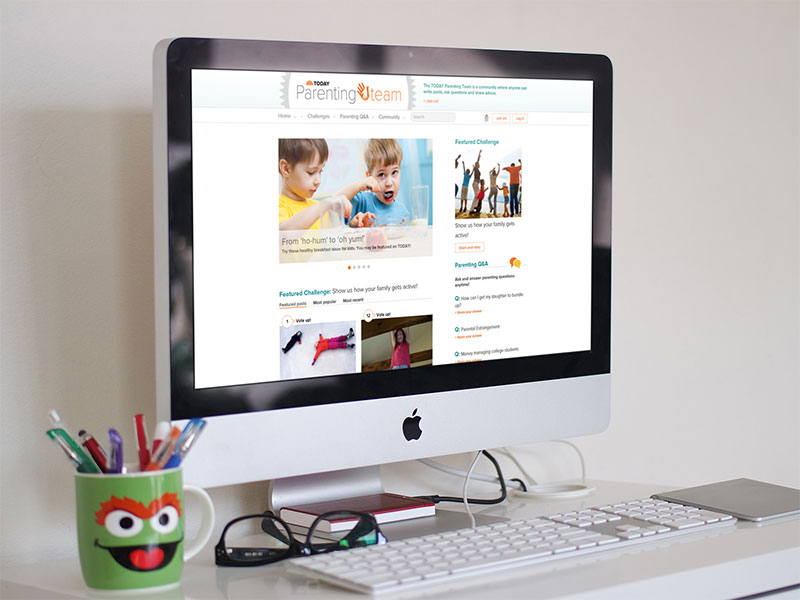 TODAY
Parenting team
The TODAY Parenting Team is a community where anyone can
write posts, ask questions and share advice.
Home
Challenges
Parenting Q&A
Community
Search
Join Us
Log In
From 'ho-hum' to 'oh yum!'
Try these healthy breakfast ideas for kids. You may be featured on TODAY!
Featured Challenge
Show us how your family gets
active!
Share your story
Parenting Q&A
Ask and answer parenting questions
anytime!
Q: How can I get my daughter to bundle
up?
Share your answer
Q: Parental Estrangement
Share your answer
Q: Money managing college students
Featured Challenge: Show us how your family gets active!
Featured posts
Most popular
Most recent
1 Vote up!
12 Vote up!